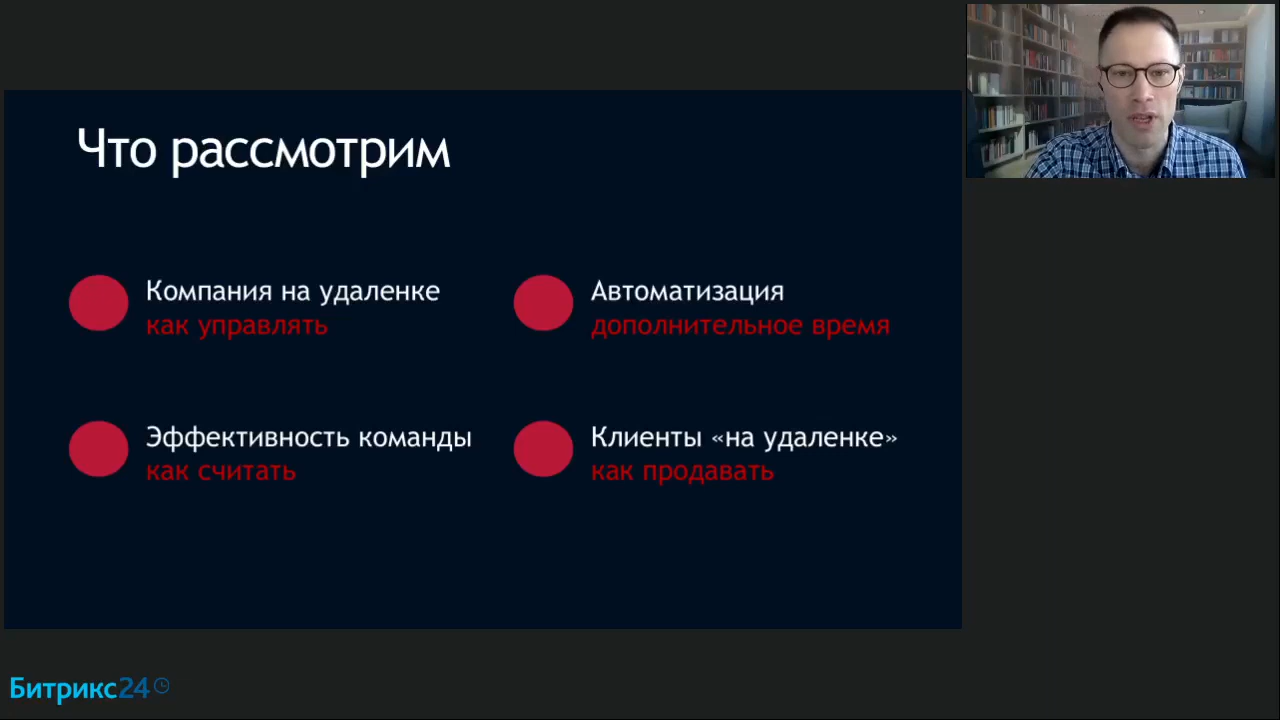 Что рассмотрим
Компания на удаленке
как управлять
Автоматизация
дополнительное время
Эффективность команды
как считать
Клиенты «на удаленке»
как продавать
Битрикс24